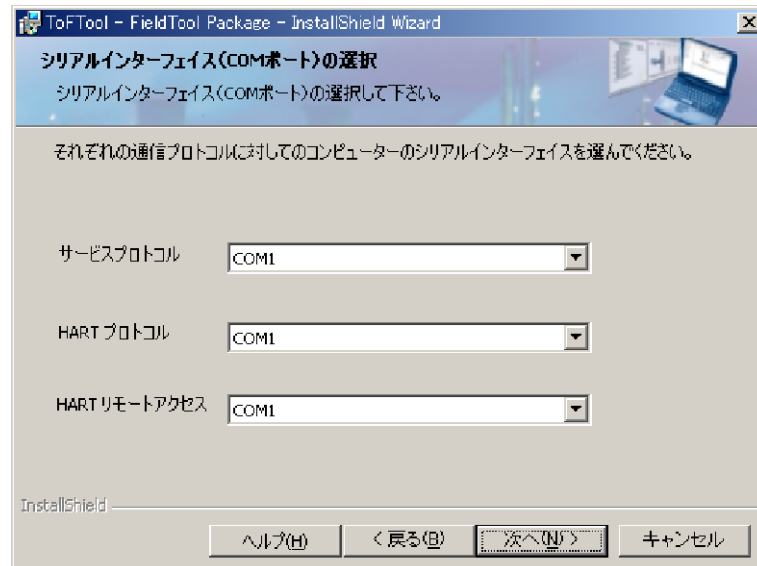 ToFTool - FieldTool Package - InstallShield Wizard
シリアルインターフェイス(COMポート)の選択
シリアルインターフェイス(COMポート)の選択して下さい。
それぞれの通信プロトコルに対してのコンピューターのシリアルインターフェイスを選んでください。
サービスプロトコル COM1
HART プロトコル COM1
HART リモートアクセス COM1
InstallShield
ヘルプ(H) < 戻る(B) 次へ(N) > キャンセル